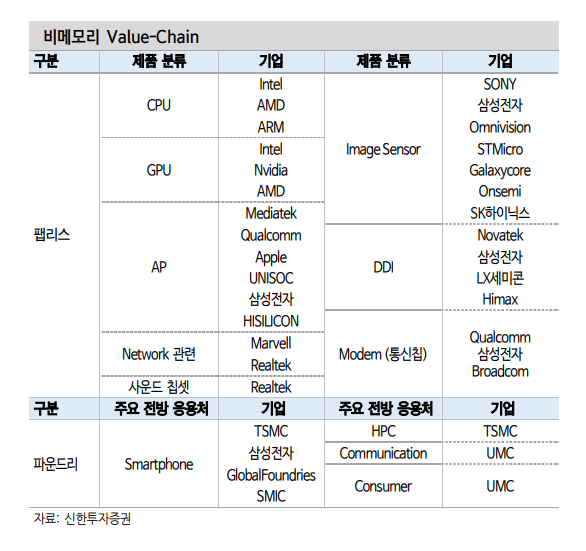 비메모리 Value-Chain
구분 제품 분류 기업 제품 분류 기업
팹리스
CPU
Intel
AMD
ARM
GPU
Intel
Nvidia
AMD
AP
Mediatek
Qualcomm
Apple
UNISOC
삼성전자
HISILICON
Network 관련
Marvell
Realtek
사운드 칩셋
Realtek
Image Sensor
SONY
삼성전자
Omnivision
STMicro
Galaxycore
Onsemi
SK하이닉스
DDI
Novatek
삼성전자
LX세미콘
Himax
Modem (통신칩)
Qualcomm
삼성전자
Broadcom
구분 주요 전방 응용처 기업 주요 전방 응용처 기업
파운드리
Smartphone
TSMC
삼성전자
GlobalFoundries
SMIC
HPC
TSMC
Communication
UMC
Consumer
UMC
자료: 신한투자증권